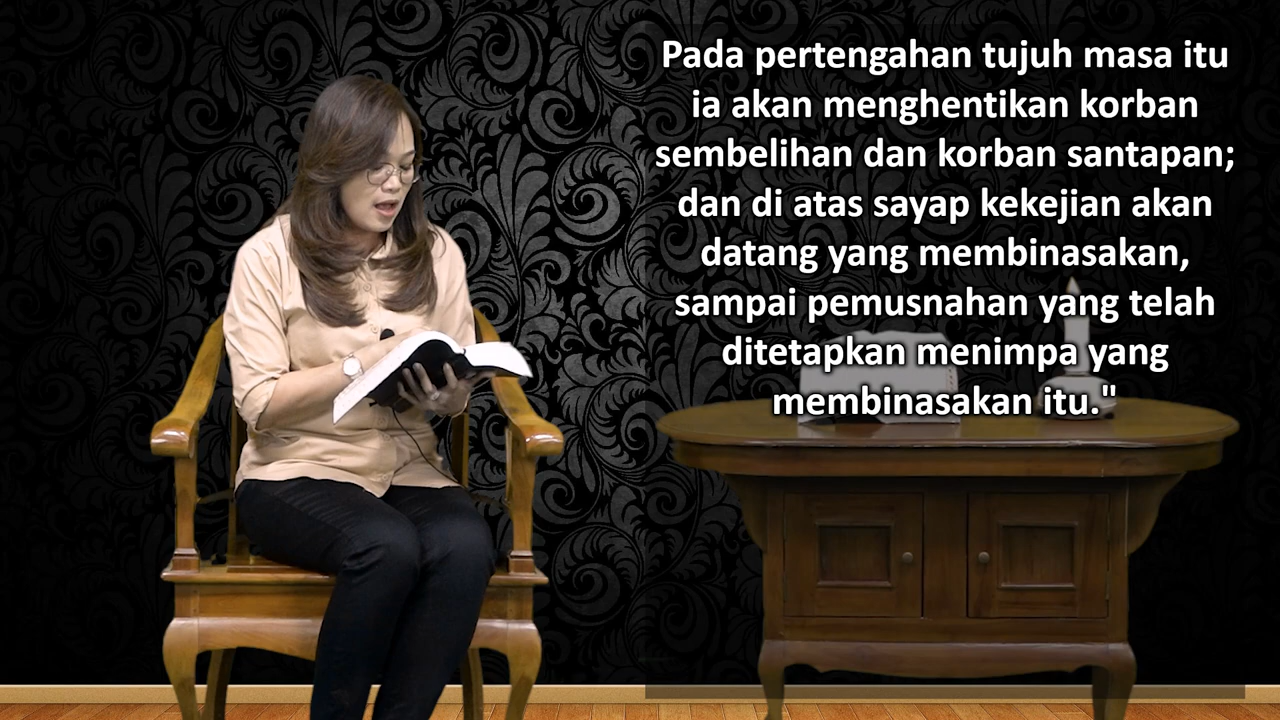 Pada pertengahan tujuh masa itu
ia akan menghentikan korban
sembelihan dan korban santapan;
dan di atas sayap kekejian akan
datang yang membinasakan,
sampai pemusnahan yang telah
ditetapkan menimpa yang
membinasakan itu."